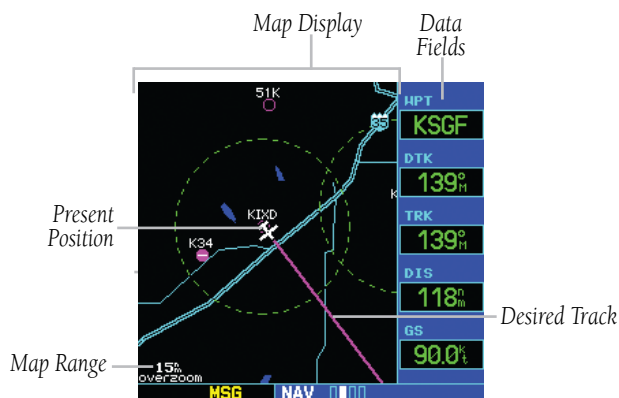 Map Display
Data
Fields
51K
35
WPT
KSGF
DTK
139°M
K
TRK
139°M
Present
Position
KIXD
K34
DIS
118nm
Desired Track
GS
90.0kt
Map Range
15nm
overzoom
MSG
NAV